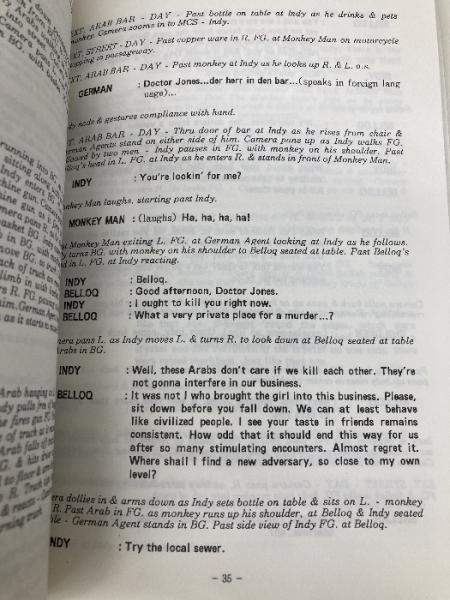 EXT. ARAB BAR - DAY - Past bottle on table at Indy as he drinks & pets
monkey. Camera zooms in to MCS - Indy.
EXT. STREET - DAY - Past copper ware in R. FG. at Monkey Man on motorcycle
stopping in passageway.
EXT. ARAB BAR - DAY - Past monkey at Indy as he looks up R. & L. o.s.
GERMAN : Doctor Jones...der herr in den bar...(speaks in foreign lang
uage)...
Indy nods & gestures compliance with hand.
EXT. ARAB BAR - DAY - Thru door of bar at Indy as he rises from chair &
German Agents stand on either side of him. Camera pans up as Indy walks FG.
followed by two men - Indy pauses in FG. with monkey on his shoulder. Past
Belloq's head in L. FG. at Indy as he enters R & stands in front of Monkey Man.
INDY : You're lookin' for me?
Monkey Man laughs, starting past Indy.
MONKEY MAN : (laughs) Ha, ha, ha, ha!
Past Monkey Man exiting L. FG. at German Agent looking at Indy as he follows.
Indy turns BG. with monkey on his shoulder to Belloq seated at table. Past Belloq's
head in L. FG. at Indy reacting.
INDY : Belloq.
BELLOQ : Good afternoon, Doctor Jones.
INDY : I ought to kill you right now.
BELLOQ : What a very private place for a murder...?
Camera pans L. as Indy moves L. & turns R. to look down at Belloq seated at table
Arabs in BG.
INDY : Well, these Arabs don't care if we kill each other. They're
not gonna interfere in our business.
BELLOQ : It was not I who brought the girl into this business. Please,
sit down before you fall down. We can at least behave
like civilized people. I see your taste in friends remains
consistent. How odd that it should end this way for us
after so many stimulating encounters. Almost regret it.
Where shall I find a new adversary, so close to my own
level?
Camera dollies in & arms down as Indy sets bottle on table & sits on L. - monkey
R. Past Arab in FG. as monkey runs up his shoulder, at Belloq & Indy seated
table - German Agent stands in BG. Past side view of Indy FG. at Belloq.
INDY : Try the local sewer.
- 35 -